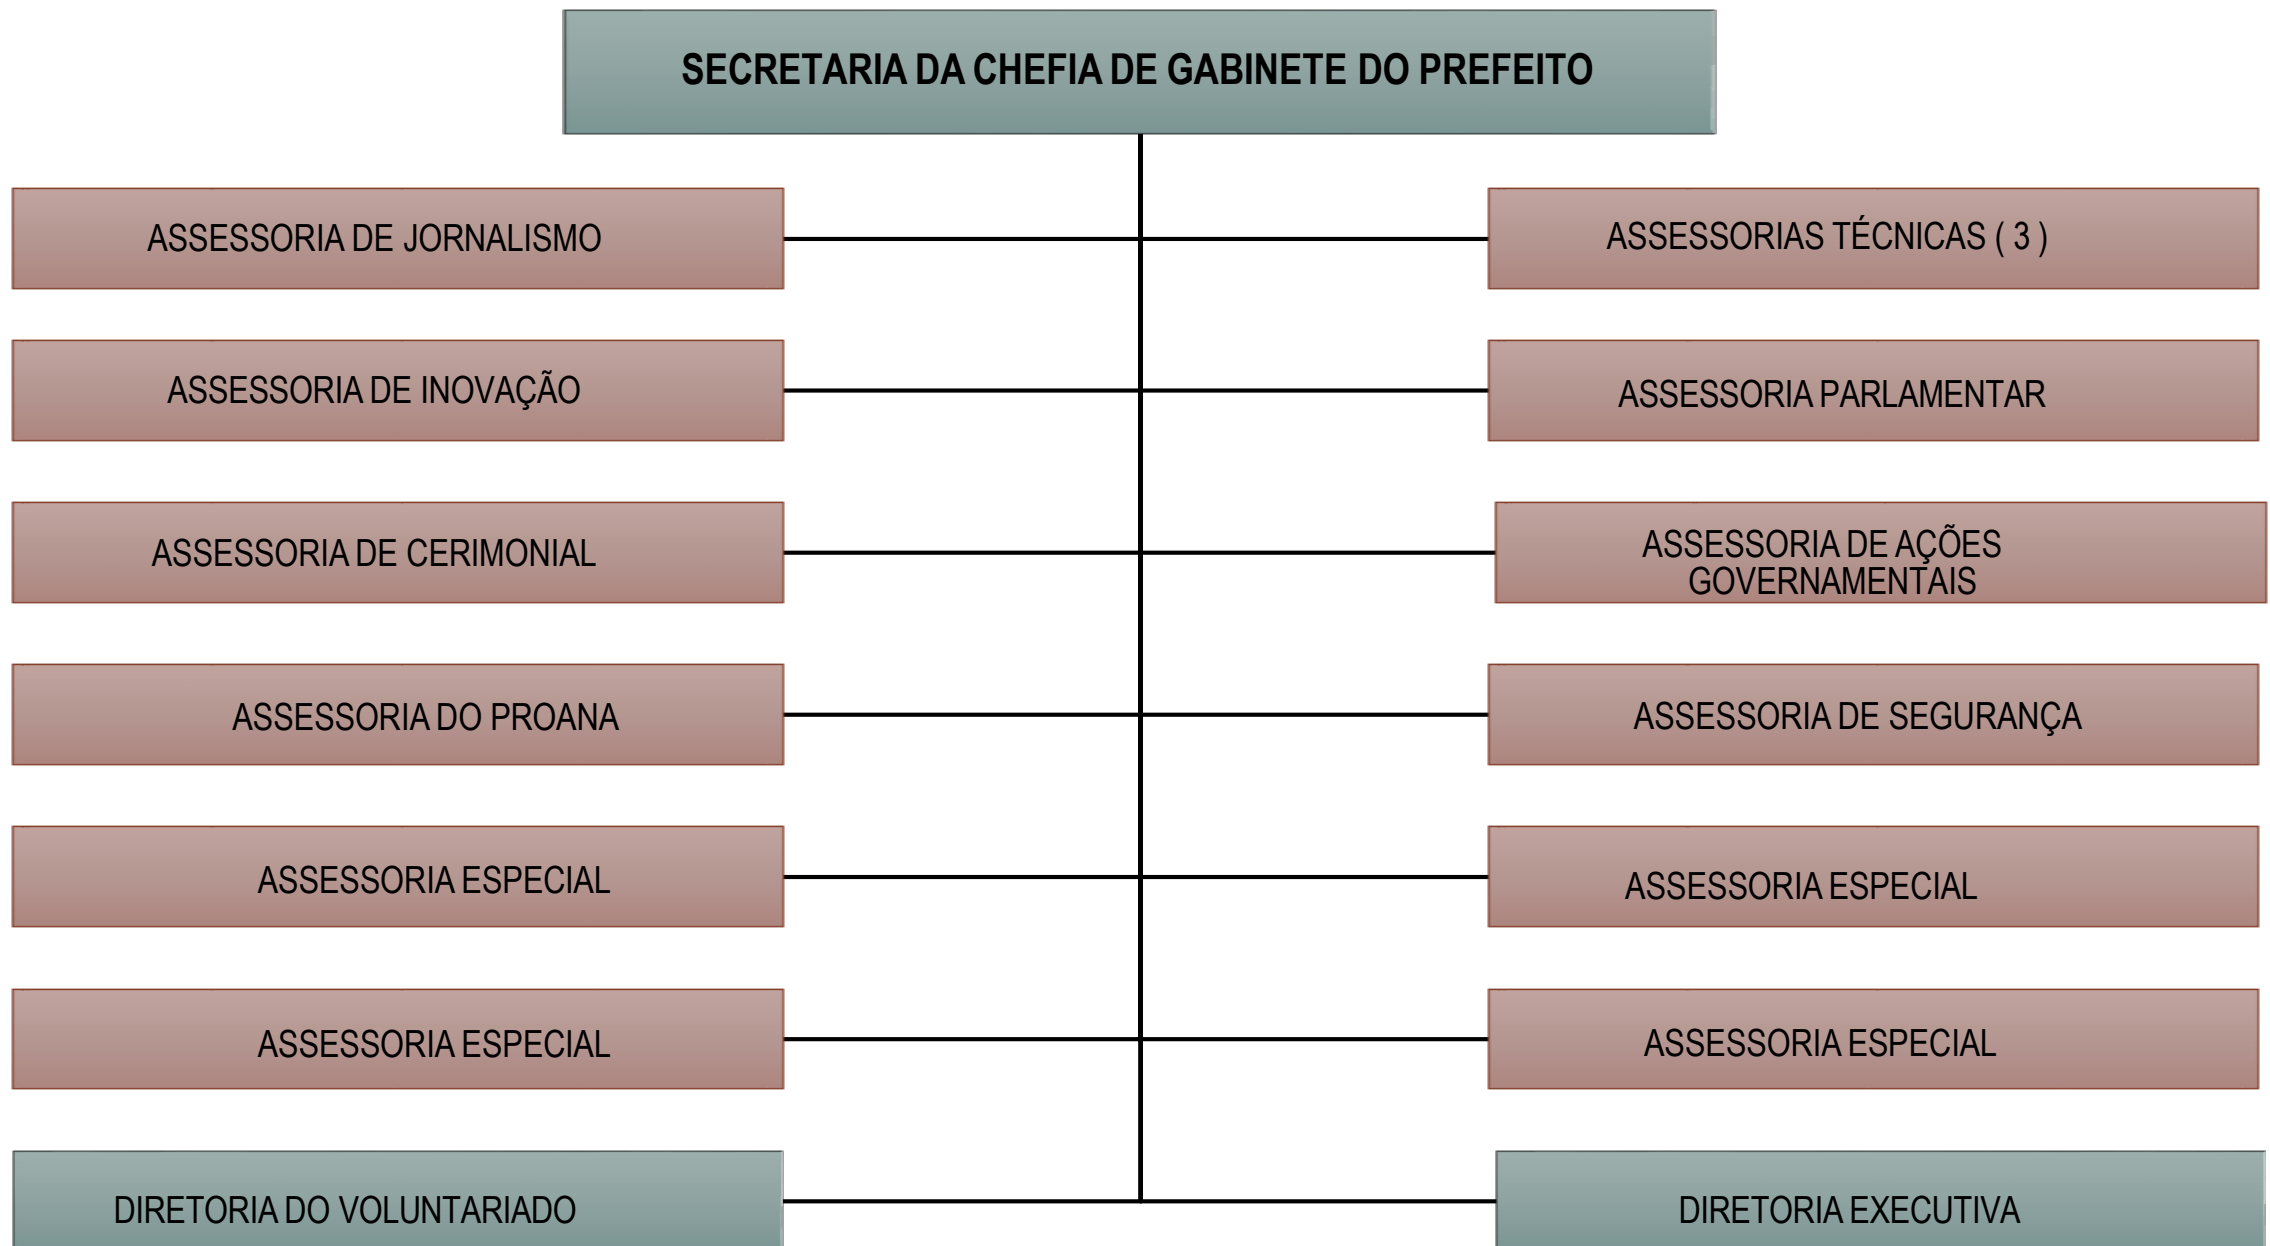 SECRETARIA DA CHEFIA DE GABINETE DO PREFEITO
ASSESSORIA DE JORNALISMO
ASSESSORIAS TÉCNICAS ( 3 )
ASSESSORIA DE INOVAÇÃO
ASSESSORIA PARLAMENTAR
ASSESSORIA DE CERIMONIAL
ASSESSORIA DE AÇÕES
GOVERNAMENTAIS
ASSESSORIA DO PROANA
ASSESSORIA DE SEGURANÇA
ASSESSORIA ESPECIAL
ASSESSORIA ESPECIAL
ASSESSORIA ESPECIAL
ASSESSORIA ESPECIAL
DIRETORIA DO VOLUNTARIADO
DIRETORIA EXECUTIVA